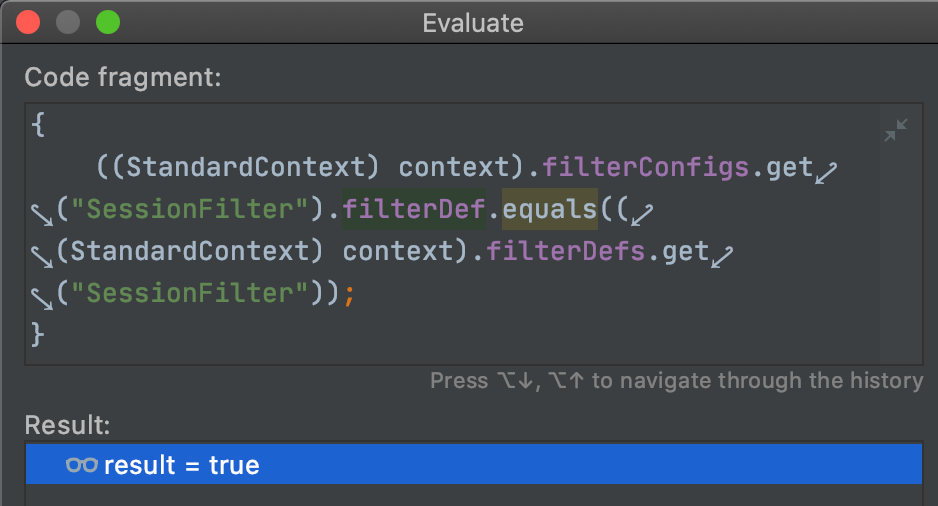 Evaluate
Code fragment:
{
((StandardContext) context).filterConfigs.get
("SessionFilter").filterDef.equals((
(StandardContext) context).filterDefs.get
("SessionFilter"));
}
Press ⌥↓, ⌥↑ to navigate through the history
Result:
result = true